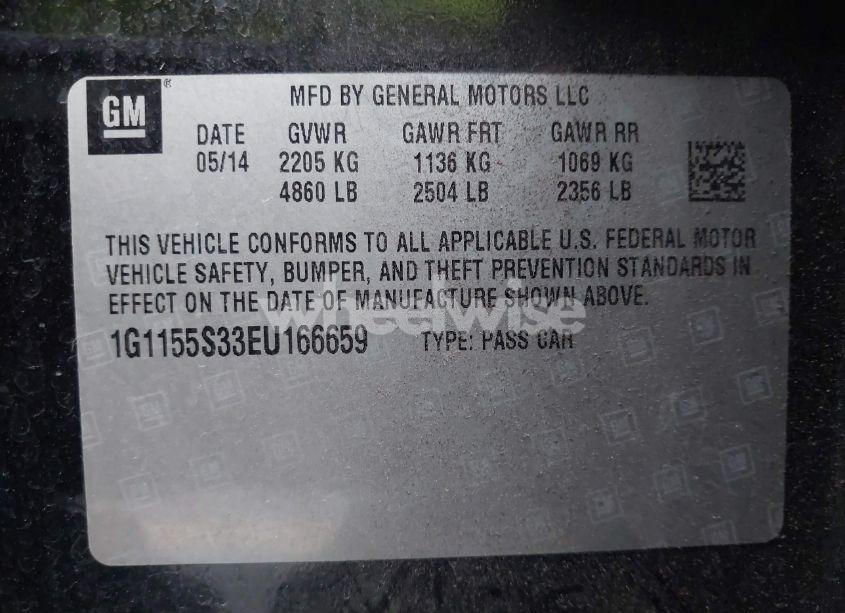 GM®
MFD BY GENERAL MOTORS LLC
DATE GVWR GAWR FRT GAWR RR
05/14 2205 KG 1136 KG 1069 KG
4860 LB 2504 LB 2356 LB
THIS VEHICLE CONFORMS TO ALL APPLICABLE U.S. FEDERAL MOTOR
VEHICLE SAFETY, BUMPER, AND THEFT PREVENTION STANDARDS IN
EFFECT ON THE DATE OF MANUFACTURE SHOWN ABOVE.
wheelwise
1G1155S33EU166659 TYPE: PASS CAR